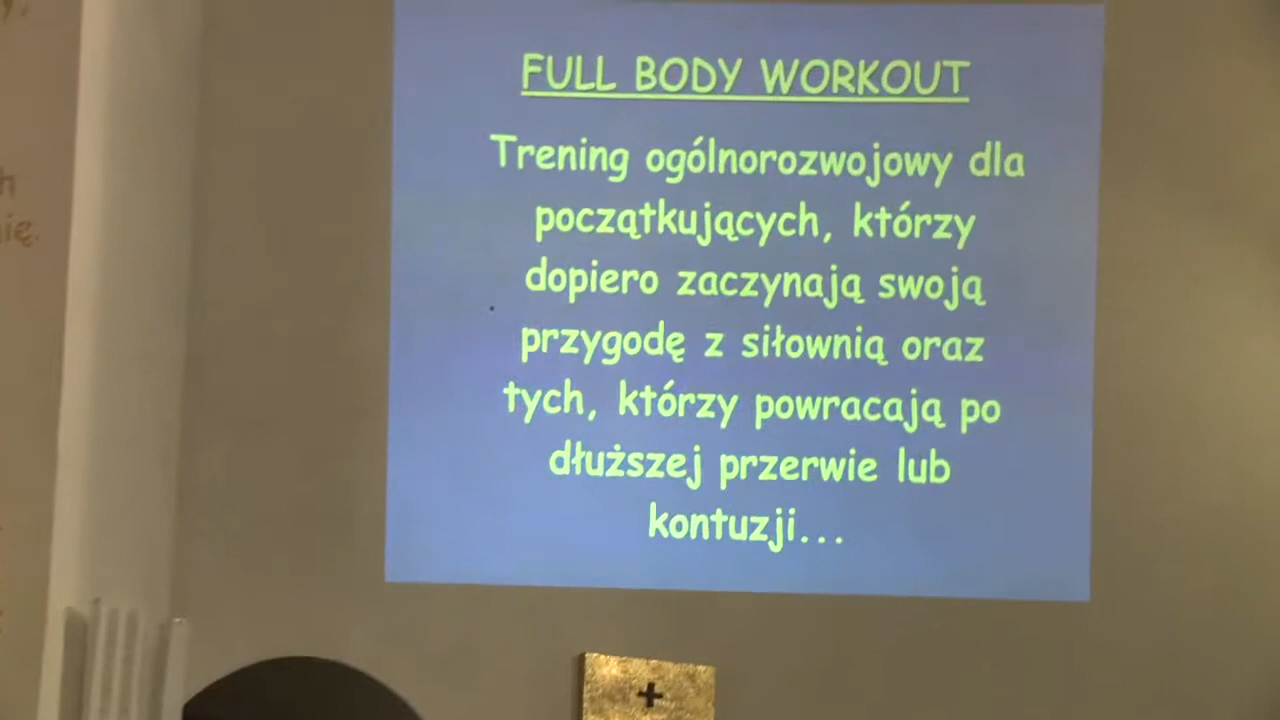 FULL BODY WORKOUT
Trening ogólnorozwojowy dla
początkujących, którzy
dopiero zaczynają swoją
przygodę z siłownią oraz
tych, którzy powracają po
dłuższej przerwie lub
kontuzji...